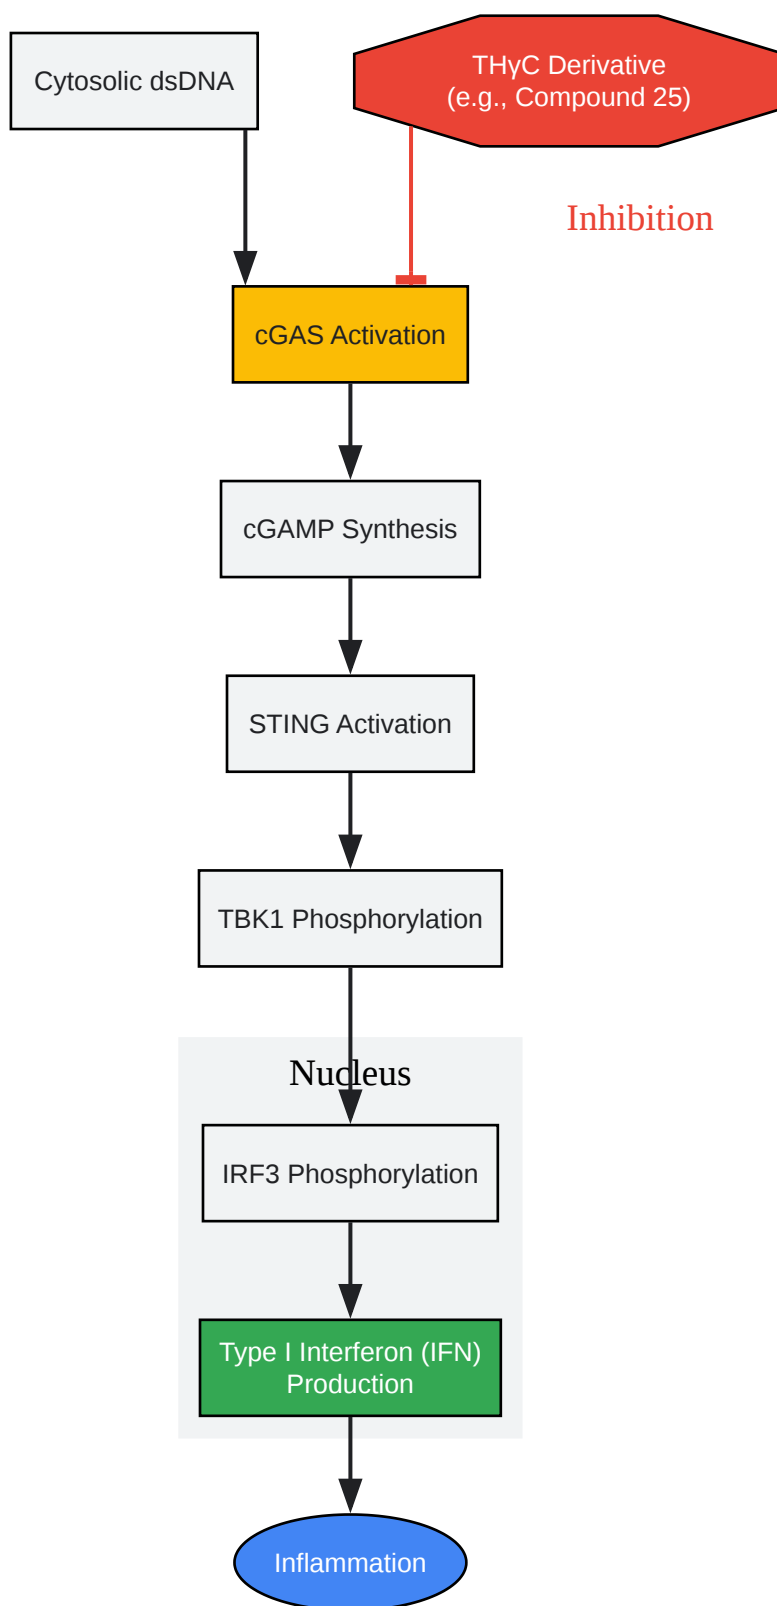 Cytosolic dsDNA
THγC Derivative
(e.g., Compound 25)
Inhibition
cGAS Activation
cGAMP Synthesis
STING Activation
TBK1 Phosphorylation
Nucleus
IRF3 Phosphorylation
Type I Interferon (IFN)
Production
Inflammation